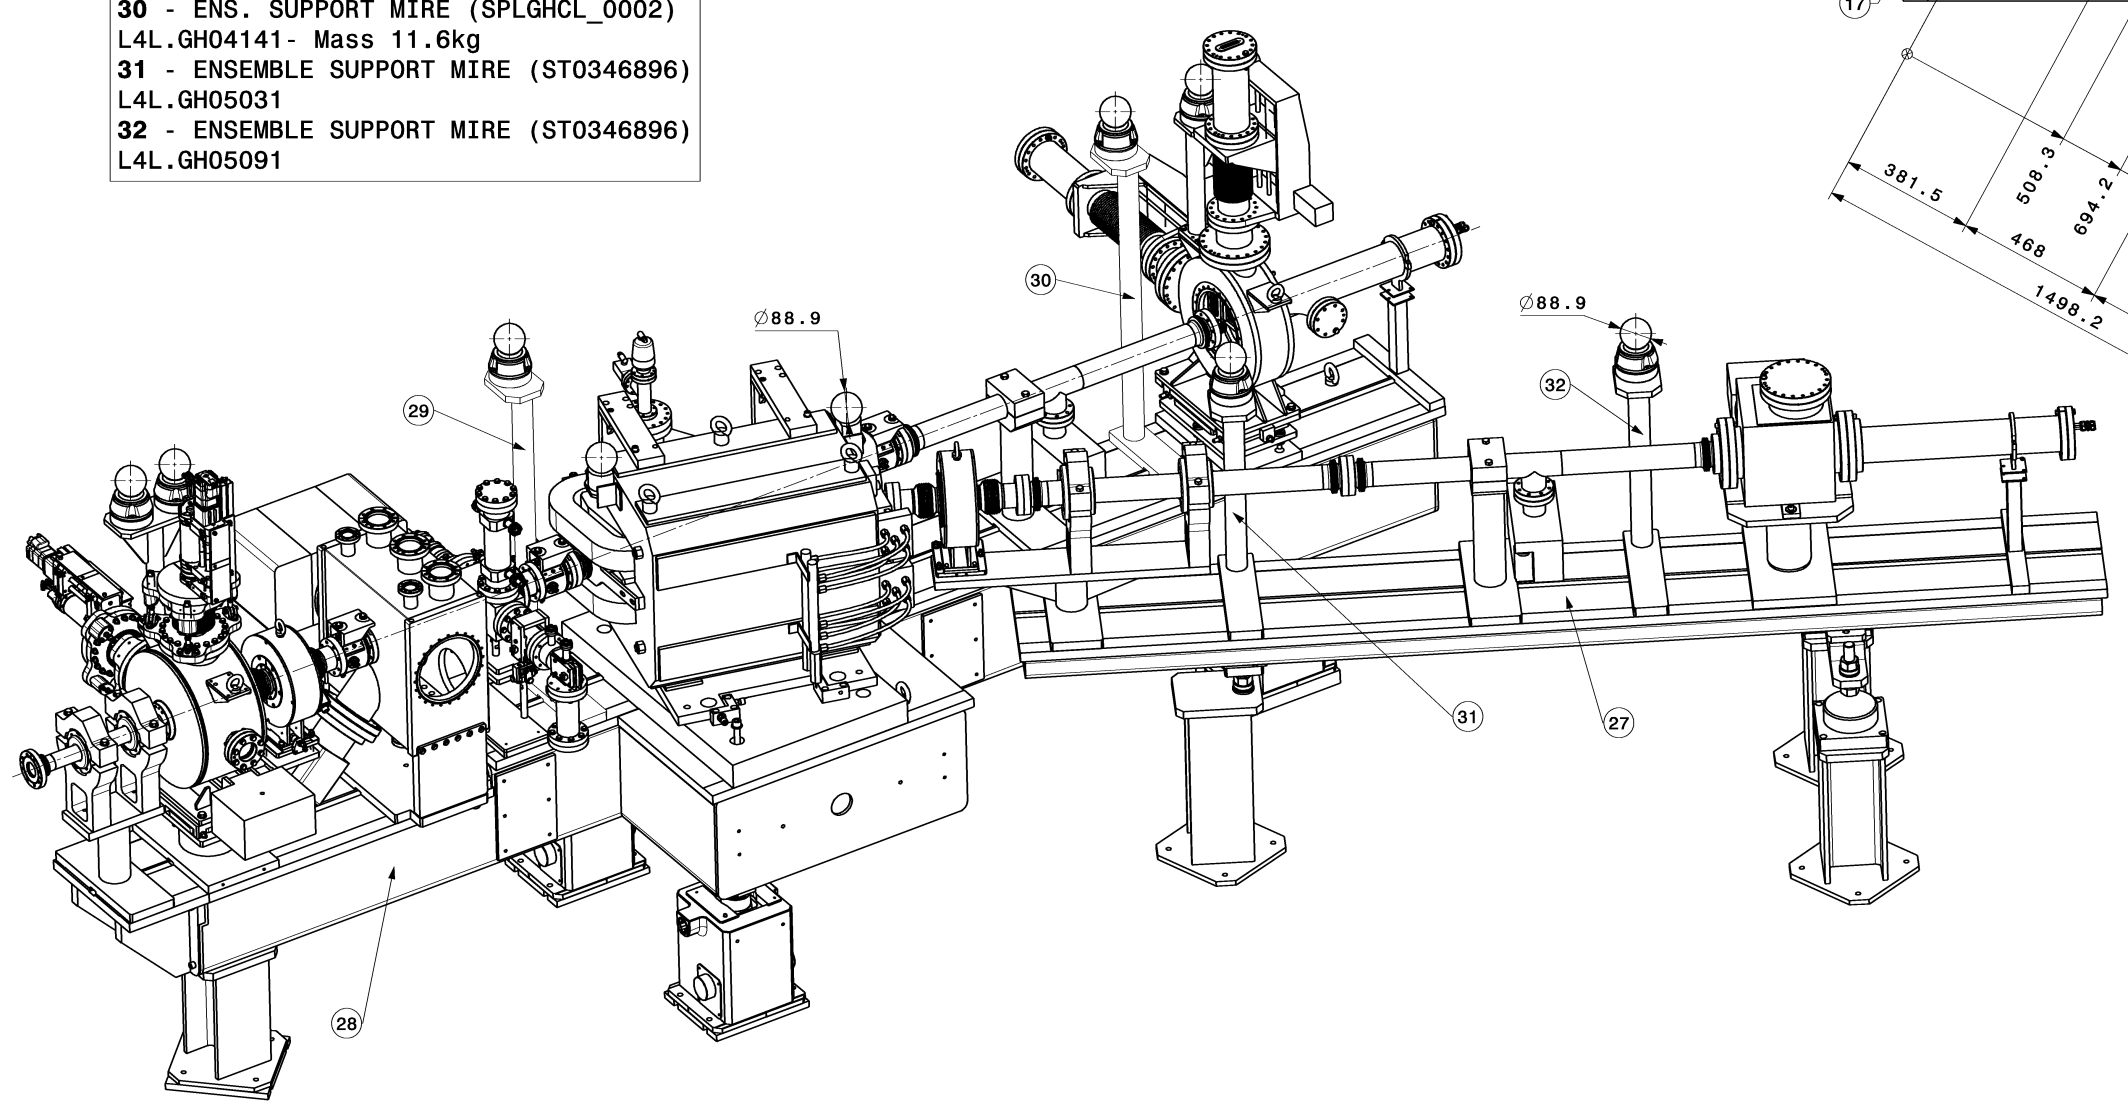 30 - ENS. SUPPORT MIRE (SPLGHCL_0002)
L4L.GH04141- Mass 11.6kg
31 - ENSEMBLE SUPPORT MIRE (ST0346896)
L4L.GH05031
32 - ENSEMBLE SUPPORT MIRE (ST0346896)
L4L.GH05091
17
381.5
508.3
694.2
468
1498.2
30
Ø88.9
Ø88.9
29
32
31
27
28